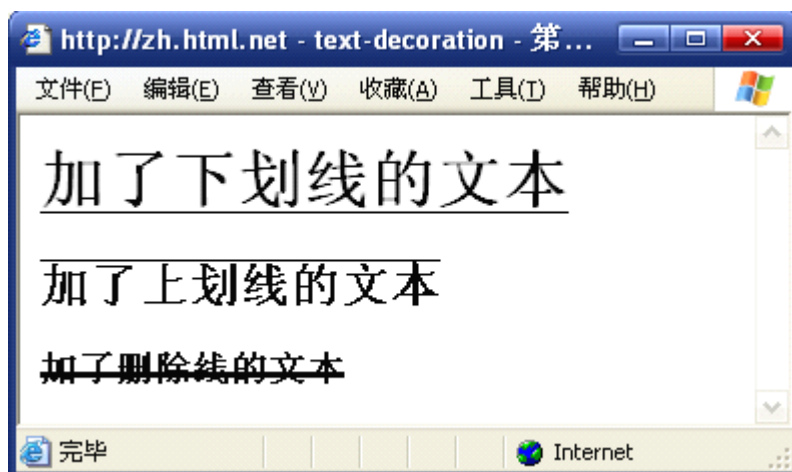 http://zh.html.net - text-decoration - 第...
文件(F) 编辑(E) 查看(V) 收藏(A) 工具(T) 帮助(H)
加了下划线的文本
加了上划线的文本
加了删除线的文本
完毕 Internet